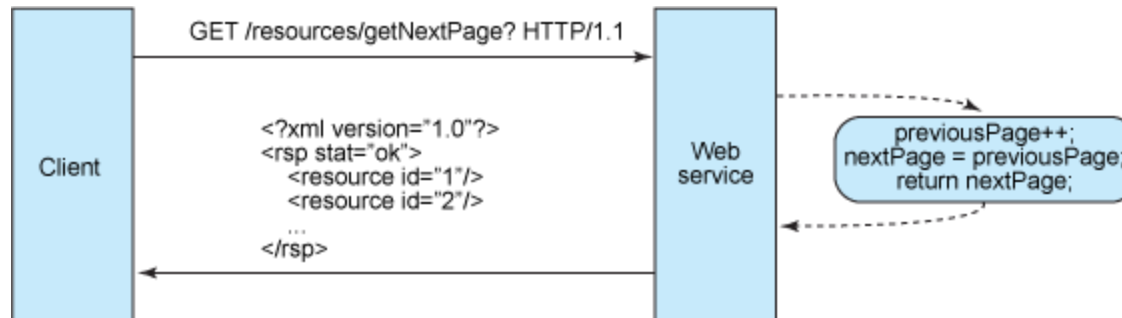 GET /resources/getNextPage? HTTP/1.1
<?xml version=”1.0”?>
<rsp stat=”ok”>
<resource id=”1”/>
<resource id=”2”/>
...
</rsp>
Client
Web
service
previousPage++;
nextPage = previousPage;
return nextPage;